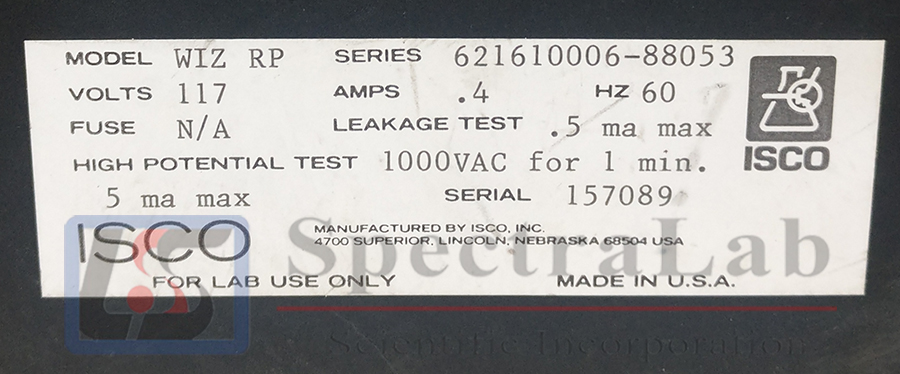 MODEL WIZ RP SERIES 621610006-88053
VOLTS 117 AMPS .4 HZ 60
FUSE N/A LEAKAGE TEST .5 ma max
HIGH POTENTIAL TEST 1000VAC for 1 min.
ISCO
5 ma max SERIAL 157089
ISCO
MANUFACTURED BY ISCO, INC.
4700 SUPERIOR, LINCOLN, NEBRASKA 68504 USA
FOR LAB USE ONLY MADE IN U.S.A.
SpectraLab
Scientific Incorporation